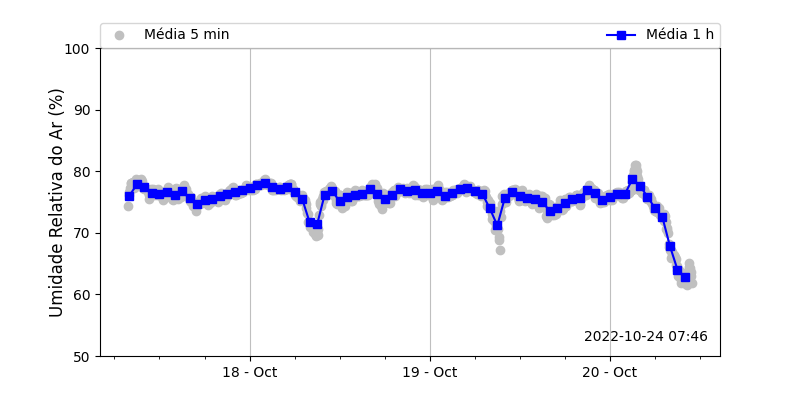 Média 5 min
Média 1 h
Umidade Relativa do Ar (%)
100
90
80
70
60
50
2022-10-24 07:46
18 - Oct
19 - Oct
20 - Oct